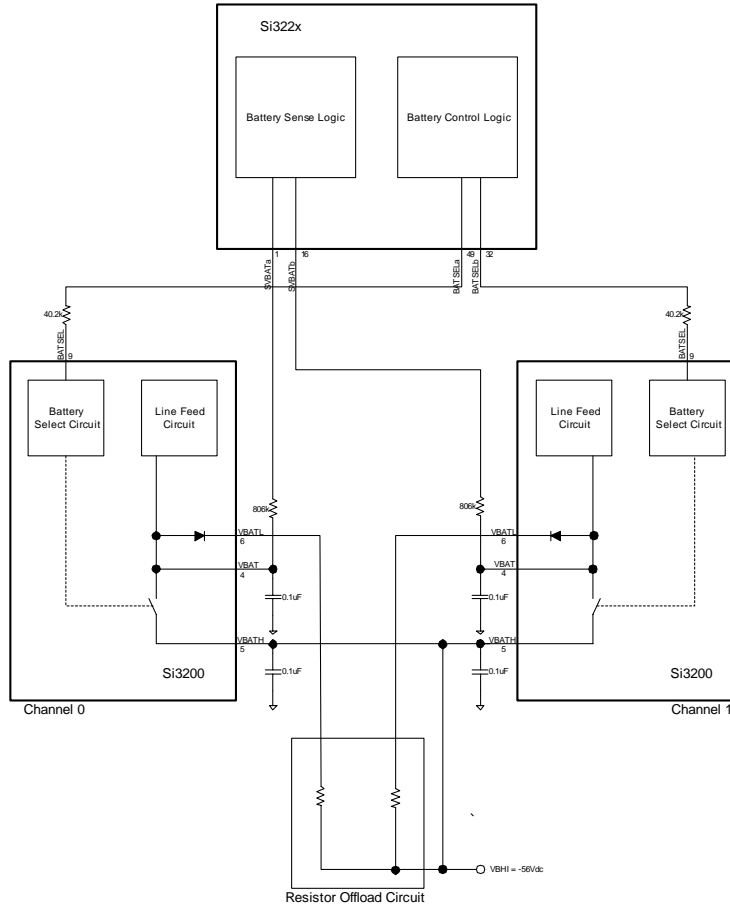 Si322x
Battery Sense Logic
Battery Control Logic
1
16
49
32
SVBATa
SVBATb
BATSELa
BATSELb
40.2k
40.2k
BATSEL
9
BATSEL
9
Battery
Select Circuit
Line Feed
Circuit
Line Feed
Circuit
Battery
Select Circuit
806k
806k
VBATL
6
VBATL
6
VBAT
4
VBAT
4
0.1uF
0.1uF
VBATH
5
VBATH
5
0.1uF
0.1uF
Si3200
Si3200
Channel 0
Channel 1
VBHI = -56Vdc
Resistor Offload Circuit